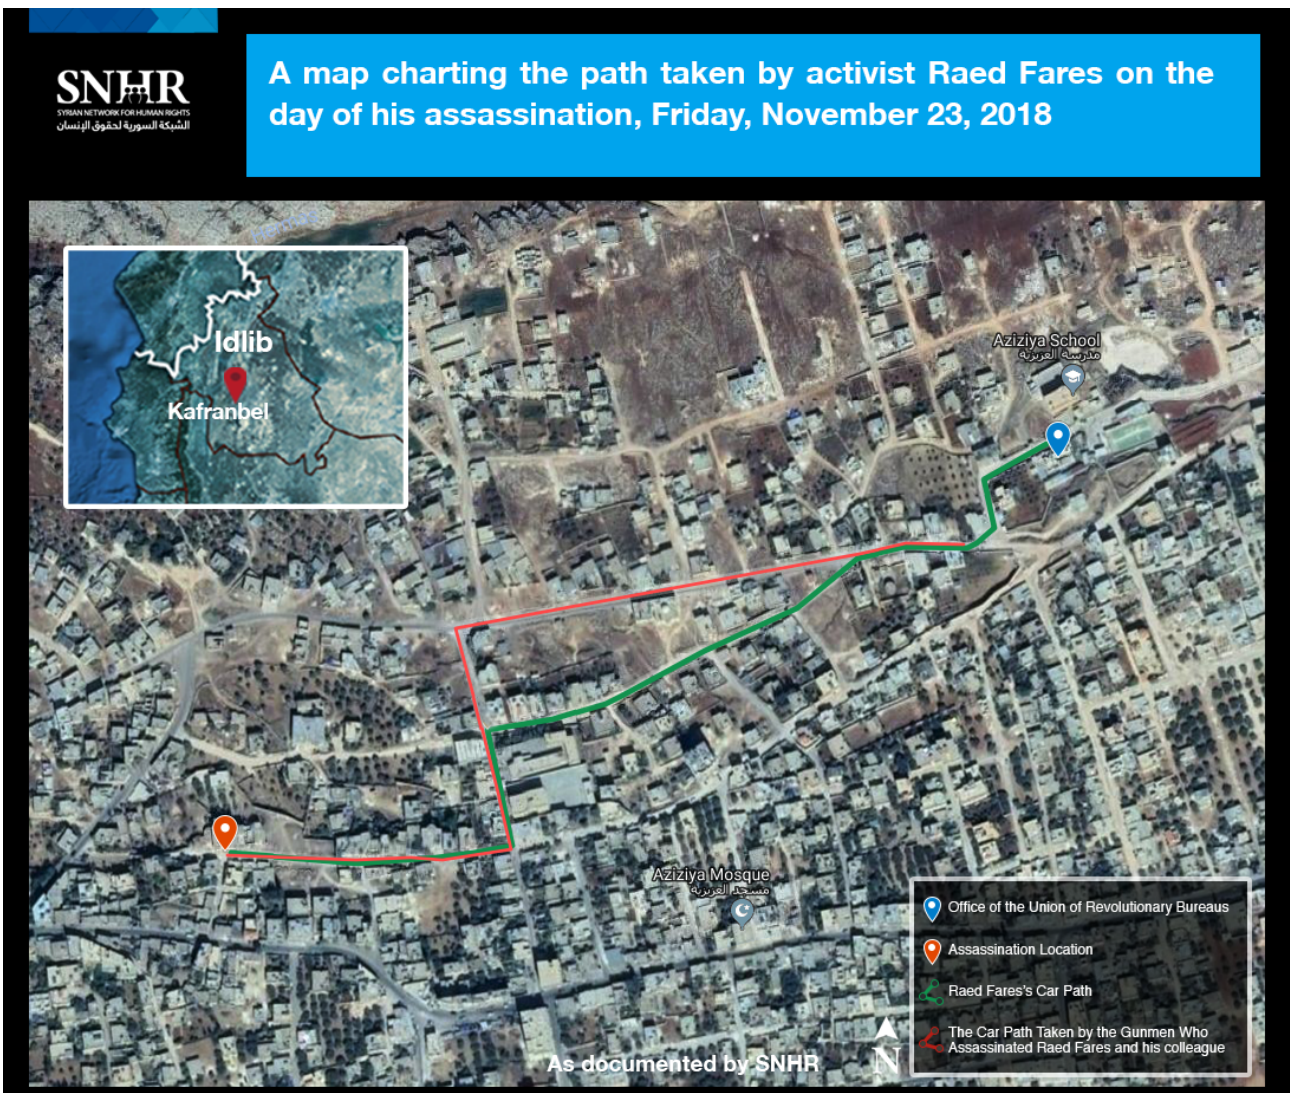 SNHR
SYRIAN NETWORK FOR HUMAN RIGHTS
الشبكة السورية لحقوق الإنسان
A map charting the path taken by activist Raed Fares on the
day of his assassination, Friday, November 23, 2018
Idlib
Kafranbel
Aziziya School
مدرسة العزيزية
Aziziya Mosque
مسجد العزيزية
Office of the Union of Revolutionary Bureaus
Assassination Location
Raed Fares's Car Path
The Car Path Taken by the Gunmen Who
Assassinated Raed Fares and his colleague
N
As documented by SNHR